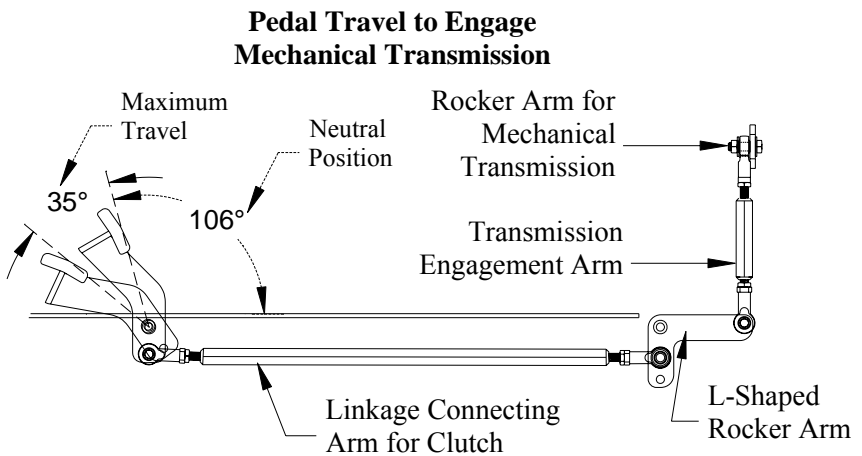 Pedal Travel to Engage
Mechanical Transmission
Maximum
Travel
Neutral
Position
Rocker Arm for
Mechanical
Transmission
35°
106°
Transmission
Engagement Arm
Linkage Connecting
Arm for Clutch
L-Shaped
Rocker Arm